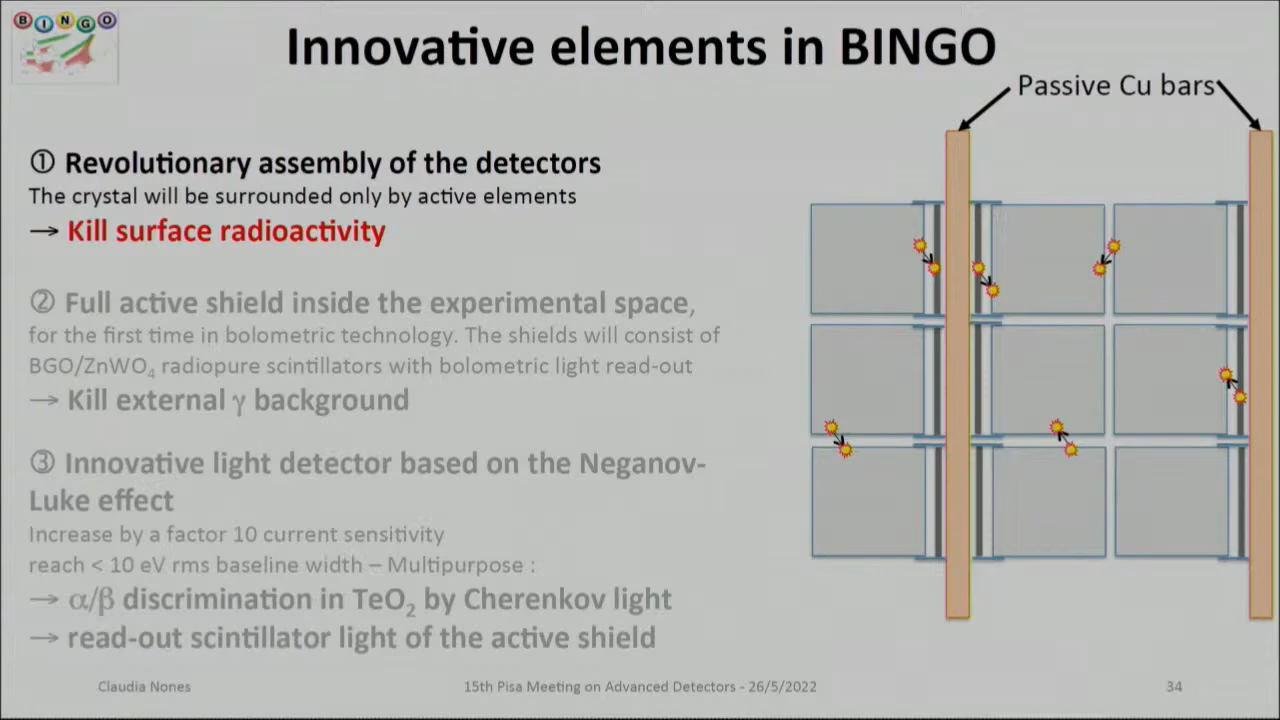 BINGO
Innovative elements in BINGO
Passive Cu bars
① Revolutionary assembly of the detectors
The crystal will be surrounded only by active elements
→ Kill surface radioactivity
② Full active shield inside the experimental space,
for the first time in bolometric technology. The shields will consist of
BGO/ZnWO₄ radiopure scintillators with bolometric light read-out
→ Kill external γ background
③ Innovative light detector based on the Neganov-
Luke effect
Increase by a factor 10 current sensitivity
reach < 10 eV rms baseline width – Multipurpose :
→ α/β discrimination in TeO₂ by Cherenkov light
→ read-out scintillator light of the active shield
Claudia Nones
15th Pisa Meeting on Advanced Detectors - 26/5/2022
34